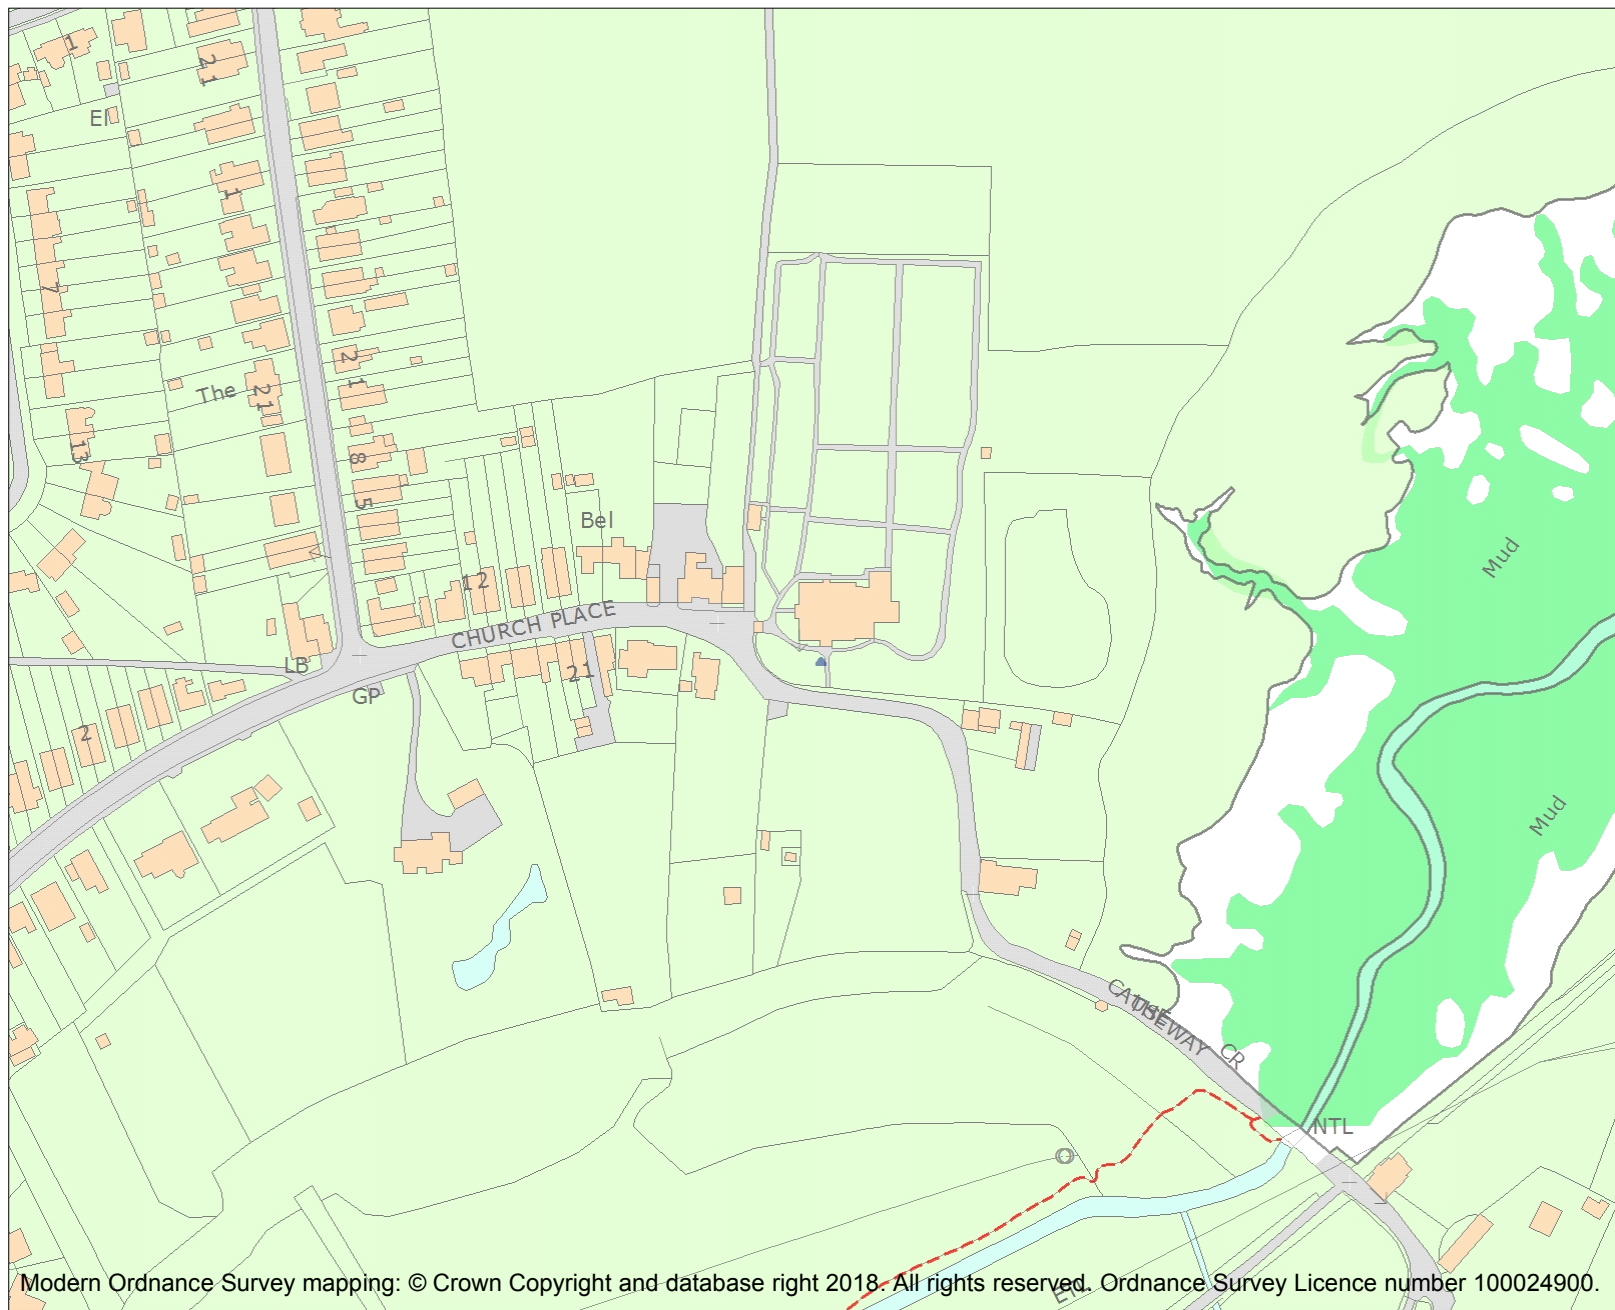 1
21
El
1
7
The
21
21
13
8
5
Bel
12
CHURCH PLACE
21
LB
GP
2
Mud
Mud
CAUSEWAY
CR
NTL
Modern Ordnance Survey mapping: © Crown Copyright and database right 2018. All rights reserved. Ordnance Survey Licence number 100024900.